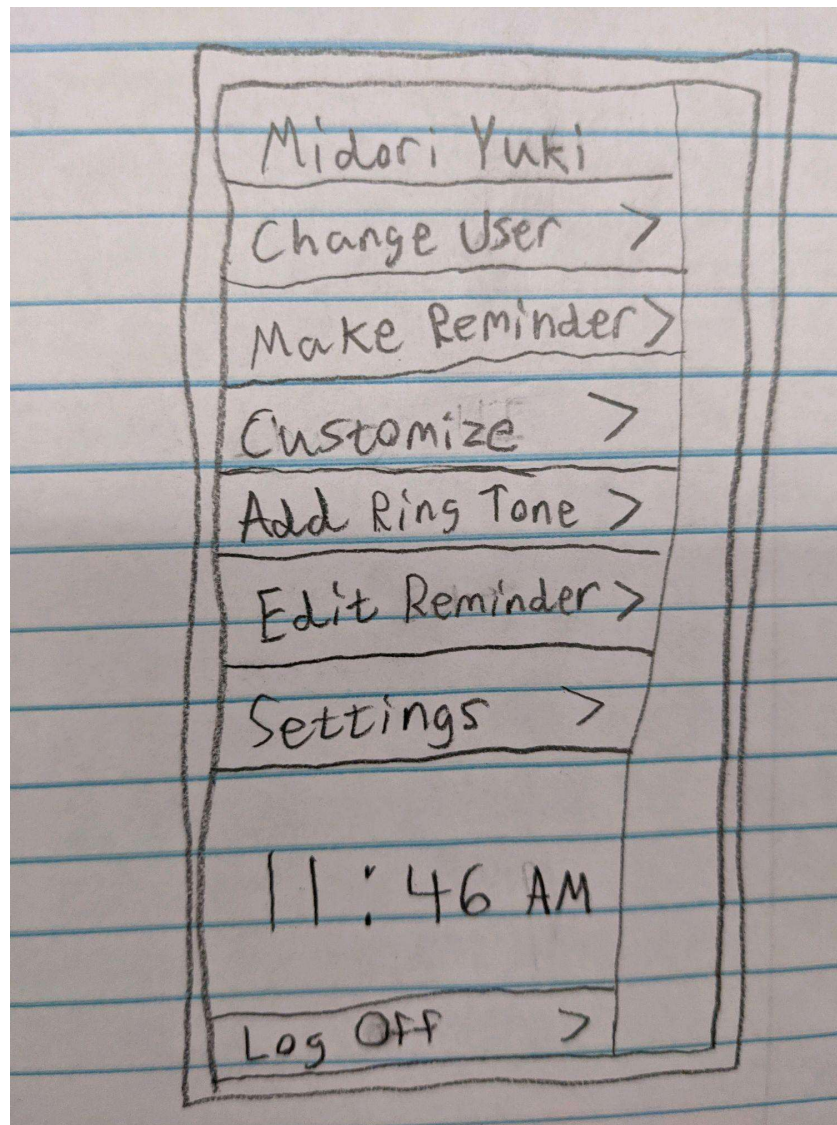 Midori Yuki
Change User >
Make Reminder >
Customize >
Add Ring Tone >
Edit Reminder >
Settings >
11:46 AM
Log Off >